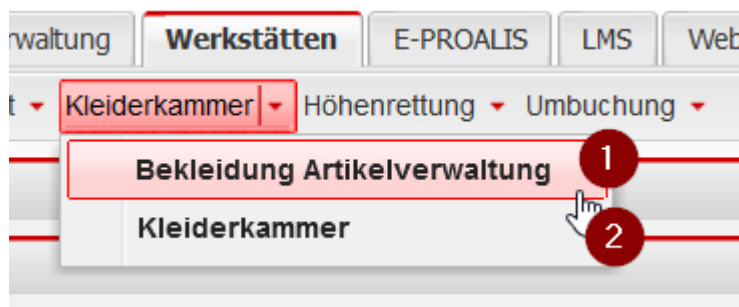 rwaltung Werkstätten E-PROALIS LMS Web
t Kleiderkammer Höhenrettung Umbuchung
Bekleidung Artikelverwaltung 1
Kleiderkammer 2